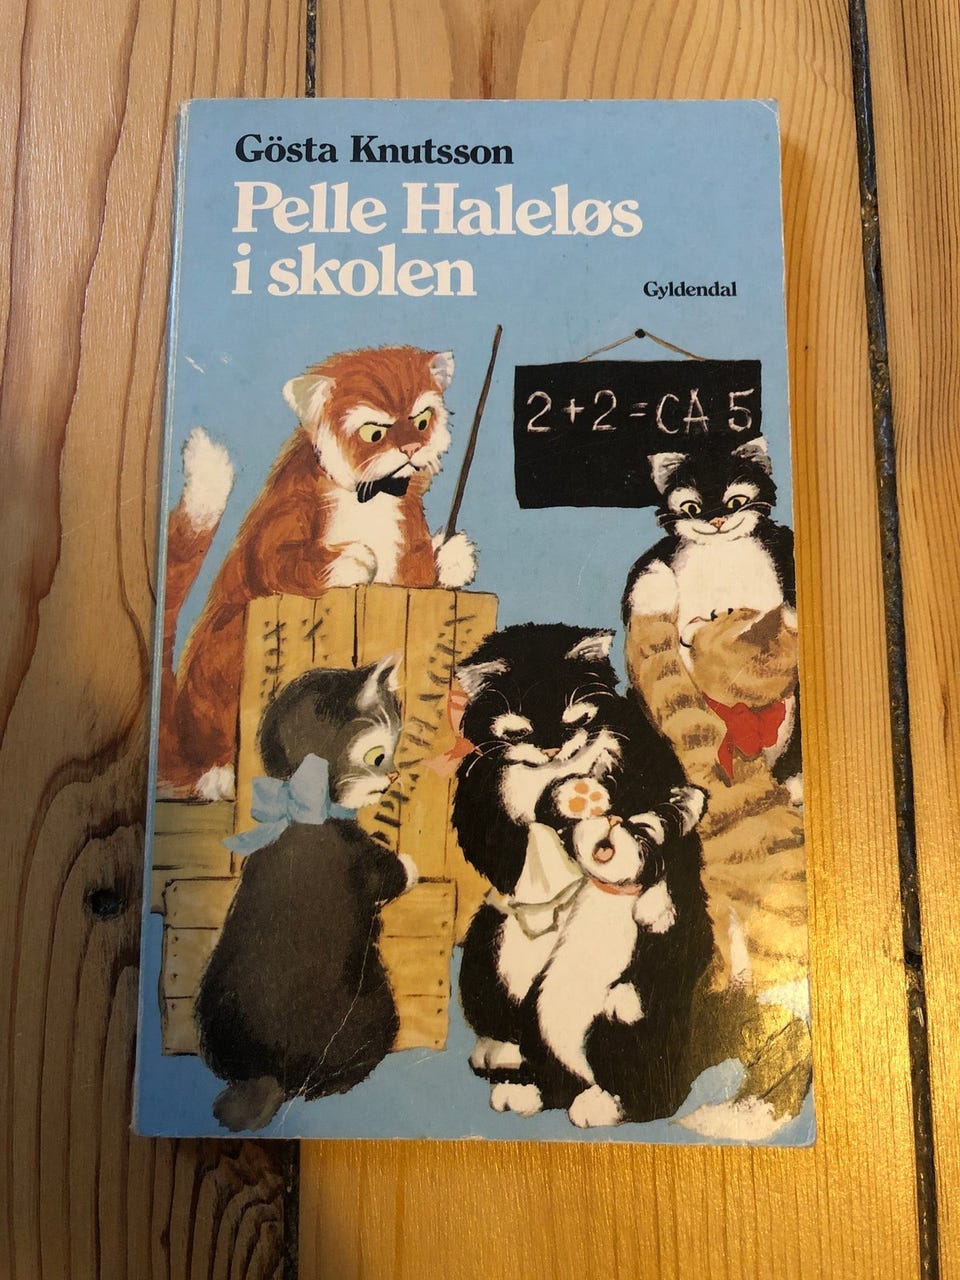 Gösta Knutsson
Pelle Haleløs
i skolen
Gyldendal
2+2=CA 5